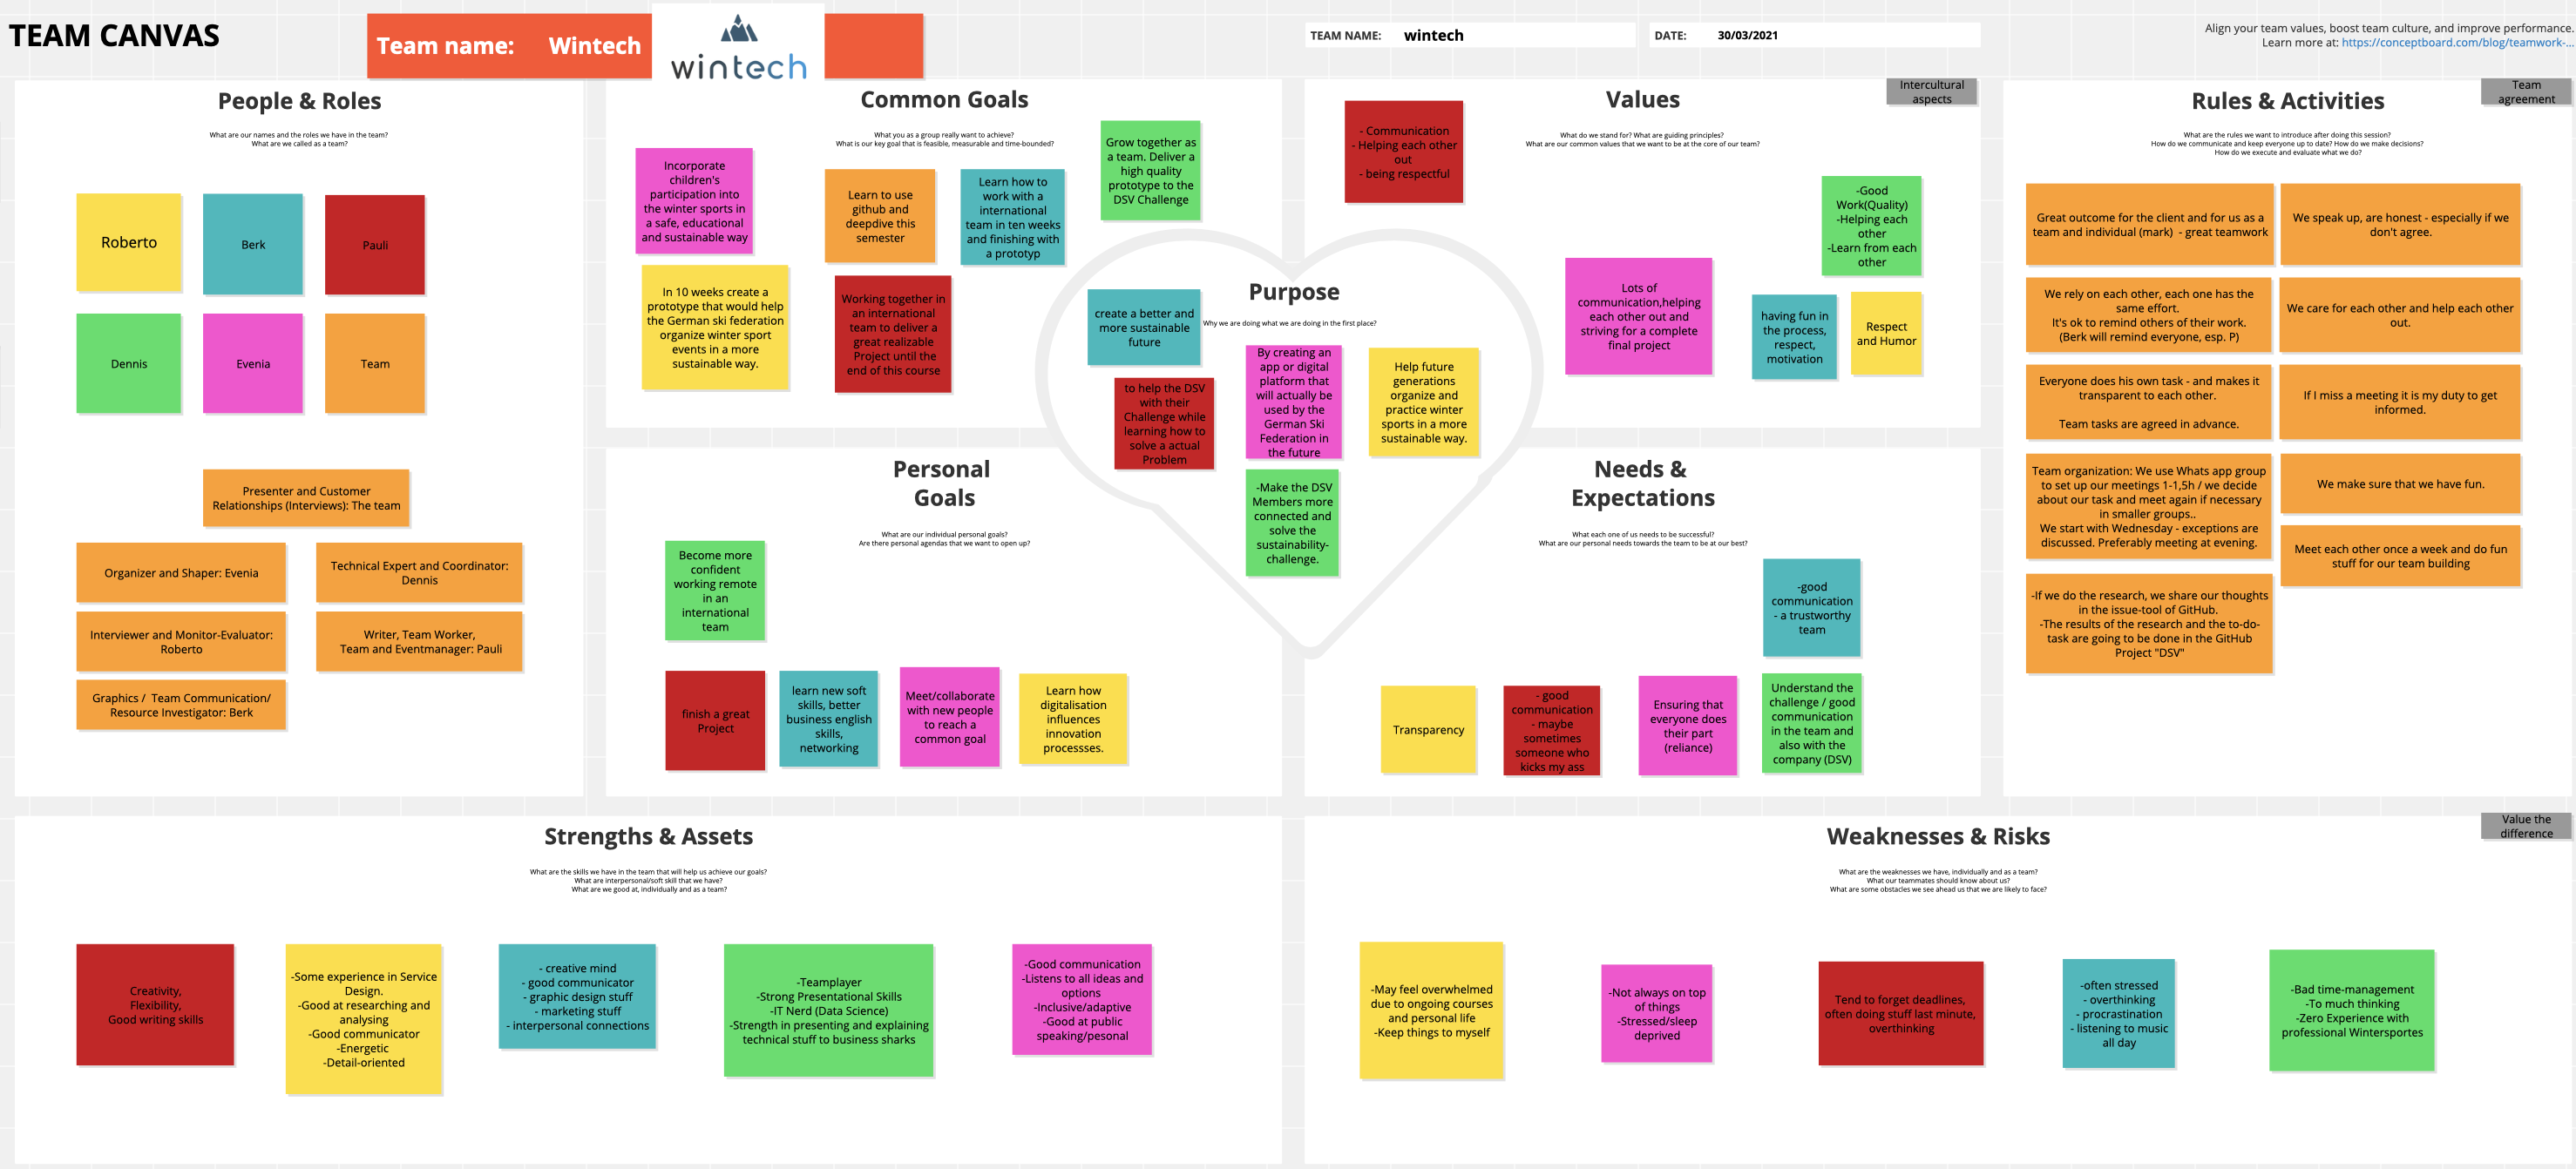 TEAM CANVAS
Team name: Wintech
wintech
TEAM NAME: wintech
DATE: 30/03/2021
Align your team values, boost team culture, and improve performance.
Learn more at: https://conceptboard.com/blog/teamwork-...
People & Roles
What are our names and the roles we have in the team?
What are we called as a team?
Roberto
Berk
Pauli
Dennis
Evenia
Team
Presenter and Customer
Relationships (Interviews): The team
Organizer and Shaper: Evenia
Technical Expert and Coordinator:
Dennis
Interviewer and Monitor-Evaluator:
Roberto
Writer, Team Worker,
Team and Eventmanager: Pauli
Graphics / Team Communication/
Resource Investigator: Berk
Common Goals
What you as a group really want to achieve?
What is our key goal that is feasible, measurable and time-bounded?
Incorporate
children's
participation into
the winter sports in
a safe, educational
and sustainable way
Learn to use
github and
deepdive this
semester
Learn how to
work with a
international
team in ten weeks
and finishing with
a prototyp
Grow together as
a team. Deliver a
high quality
prototype to the
DSV Challenge
In 10 weeks create a
prototype that would help
the German ski federation
organize winter sport
events in a more
sustainable way.
Working together in
an international
team to deliver a
great realizable
Project until the
end of this course
Purpose
Why we are doing what we are doing in the first place?
create a better and
more sustainable
future
to help the DSV
with their
Challenge while
learning how to
solve a actual
Problem
By creating an
app or digital
platform that
will actually be
used by the
German Ski
Federation in
the future
Help future
generations
organize and
practice winter
sports in a more
sustainable way.
-Make the DSV
Members more
connected and
solve the
sustainability-
challenge.
Values
Intercultural
aspects
What do we stand for? What are guiding principles?
What are our common values that we want to be at the core of our team?
- Communication
- Helping each other
out
- being respectful
-Good
Work(Quality)
-Helping each
other
-Learn from each
other
Lots of
communication,helping
each other out and
striving for a complete
final project
having fun in
the process,
respect,
motivation
Respect
and Humor
Rules & Activities
Team
agreement
What are the rules we want to introduce after doing this session?
How do we communicate and keep everyone up to date? How do we make decisions?
How do we execute and evaluate what we do?
Great outcome for the client and for us as a
team and individual (mark) - great teamwork
We speak up, are honest - especially if we
don't agree.
We rely on each other, each one has the
same effort.
It's ok to remind others of their work.
(Berk will remind everyone, esp. P)
We care for each other and help each other
out.
Everyone does his own task - and makes it
transparent to each other.
Team tasks are agreed in advance.
If I miss a meeting it is my duty to get
informed.
Team organization: We use Whats app group
to set up our meetings 1-1,5h / we decide
about our task and meet again if necessary
in smaller groups..
We start with Wednesday - exceptions are
discussed. Preferably meeting at evening.
We make sure that we have fun.
Meet each other once a week and do fun
stuff for our team building
-If we do the research, we share our thoughts
in the issue-tool of GitHub.
-The results of the research and the to-do-
task are going to be done in the GitHub
Project "DSV"
Personal
Goals
What are our individual personal goals?
Are there personal agendas that we want to open up?
Become more
confident
working remote
in an
international
team
finish a great
Project
learn new soft
skills, better
business english
skills,
networking
Meet/collaborate
with new people
to reach a
common goal
Learn how
digitalisation
influences
innovation
processses.
Needs &
Expectations
What each one of us needs to be successful?
What are our personal needs towards the team to be at our best?
-good
communication
- a trustworthy
team
Transparency
- good
communication
- maybe
sometimes
someone who
kicks my ass
Ensuring that
everyone does
their part
(reliance)
Understand the
challenge / good
communication
in the team and
also with the
company (DSV)
Strengths & Assets
What are the skills we have in the team that will help us achieve our goals?
What are interpersonal/soft skill that we have?
What are we good at, individually and as a team?
Creativity,
Flexibility,
Good writing skills
-Some experience in Service
Design.
-Good at researching and
analysing
-Good communicator
-Energetic
-Detail-oriented
- creative mind
- good communicator
- graphic design stuff
- marketing stuff
- interpersonal connections
-Teamplayer
-Strong Presentational Skills
-IT Nerd (Data Science)
-Strength in presenting and explaining
technical stuff to business sharks
-Good communication
-Listens to all ideas and
options
-Inclusive/adaptive
-Good at public
speaking/pesonal
Weaknesses & Risks
Value the
difference
What are the weaknesses we have, individually and as a team?
What our teammates should know about us?
What are some obstacles we see ahead us that we are likely to face?
-May feel overwhelmed
due to ongoing courses
and personal life
-Keep things to myself
-Not always on top
of things
-Stressed/sleep
deprived
Tend to forget deadlines,
often doing stuff last minute,
overthinking
-often stressed
- overthinking
- procrastination
- listening to music
all day
-Bad time-management
-To much thinking
-Zero Experience with
professional Wintersportes